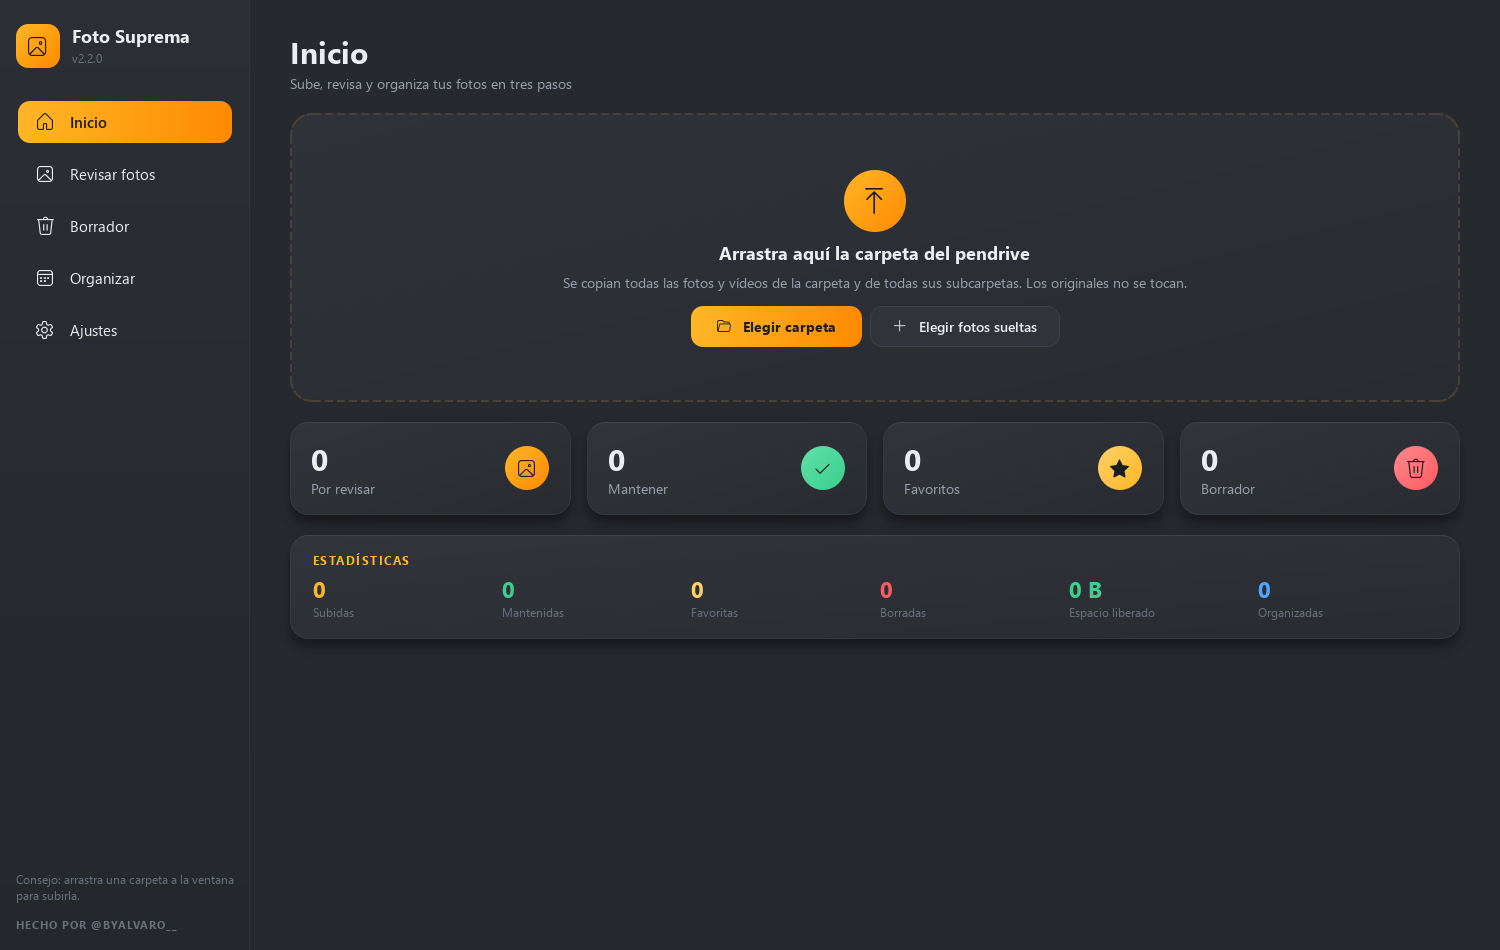 Foto Suprema
v2.2.0
Inicio
Revisar fotos
Borrador
Organizar
Ajustes
Consejo: arrastra una carpeta a la ventana
para subirla.
HECHO POR @BYALVARO__
Inicio
Sube, revisa y organiza tus fotos en tres pasos
Arrastra aquí la carpeta del pendrive
Se copian todas las fotos y vídeos de la carpeta y de todas sus subcarpetas. Los originales no se tocan.
Elegir carpeta
Elegir fotos sueltas
0
Por revisar
0
Mantener
0
Favoritos
0
Borrador
ESTADÍSTICAS
0
Subidas
0
Mantenidas
0
Favoritas
0
Borradas
0 B
Espacio liberado
0
Organizadas